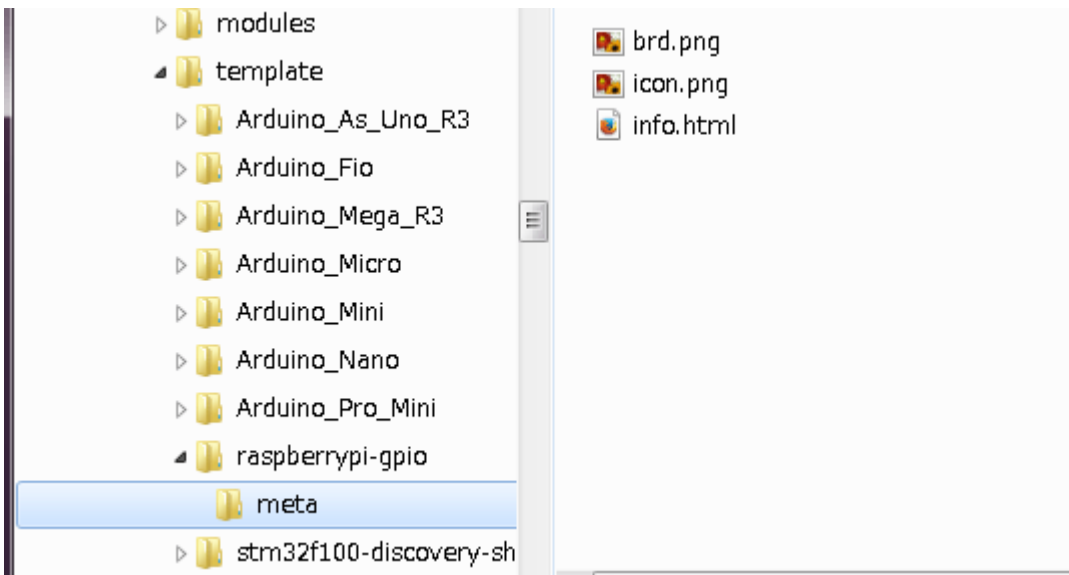 modules
template
Arduino_As_Uno_R3
Arduino_Fio
Arduino_Mega_R3
Arduino_Micro
Arduino_Mini
Arduino_Nano
Arduino_Pro_Mini
raspberrypi-gpio
meta
stm32f100-discovery-sh
brd.png
icon.png
info.html